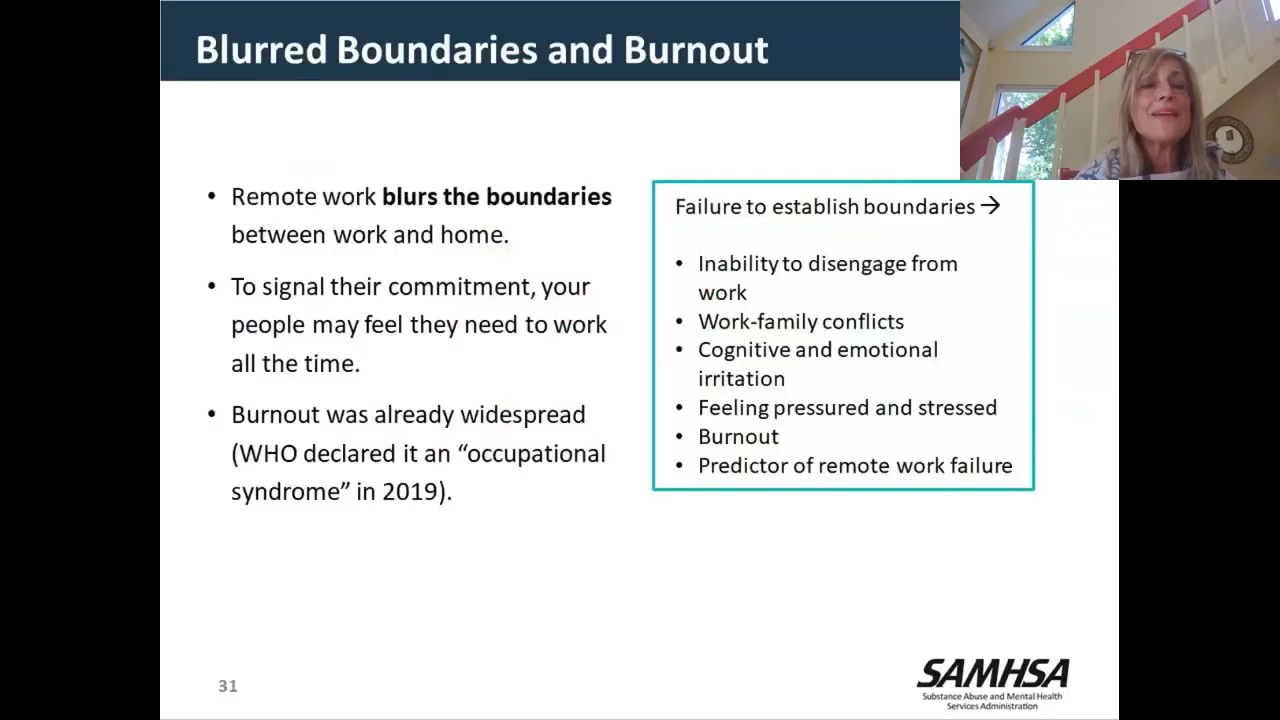 Blurred Boundaries and Burnout
• Remote work blurs the boundaries
between work and home.
• To signal their commitment, your
people may feel they need to work
all the time.
• Burnout was already widespread
(WHO declared it an “occupational
syndrome” in 2019).
Failure to establish boundaries →
• Inability to disengage from
work
• Work-family conflicts
• Cognitive and emotional
irritation
• Feeling pressured and stressed
• Burnout
• Predictor of remote work failure
31
SAMHSA
Substance Abuse and Mental Health
Services Administration